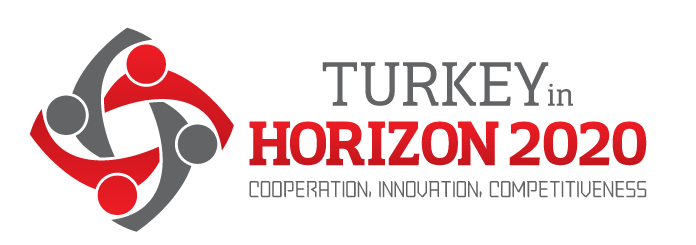 TURKEY in
HORIZON 2020
COOPERATION, INNOVATION, COMPETITIVENESS